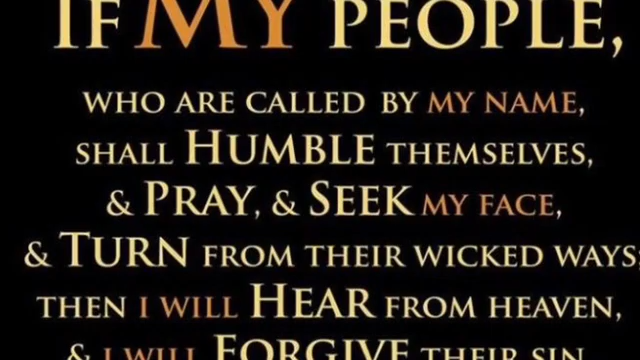 IF MY PEOPLE,
WHO ARE CALLED BY MY NAME,
SHALL HUMBLE THEMSELVES,
& PRAY, & SEEK MY FACE,
& TURN FROM THEIR WICKED WAYS;
THEN I WILL HEAR FROM HEAVEN,
& I WILL FORGIVE THEIR SIN